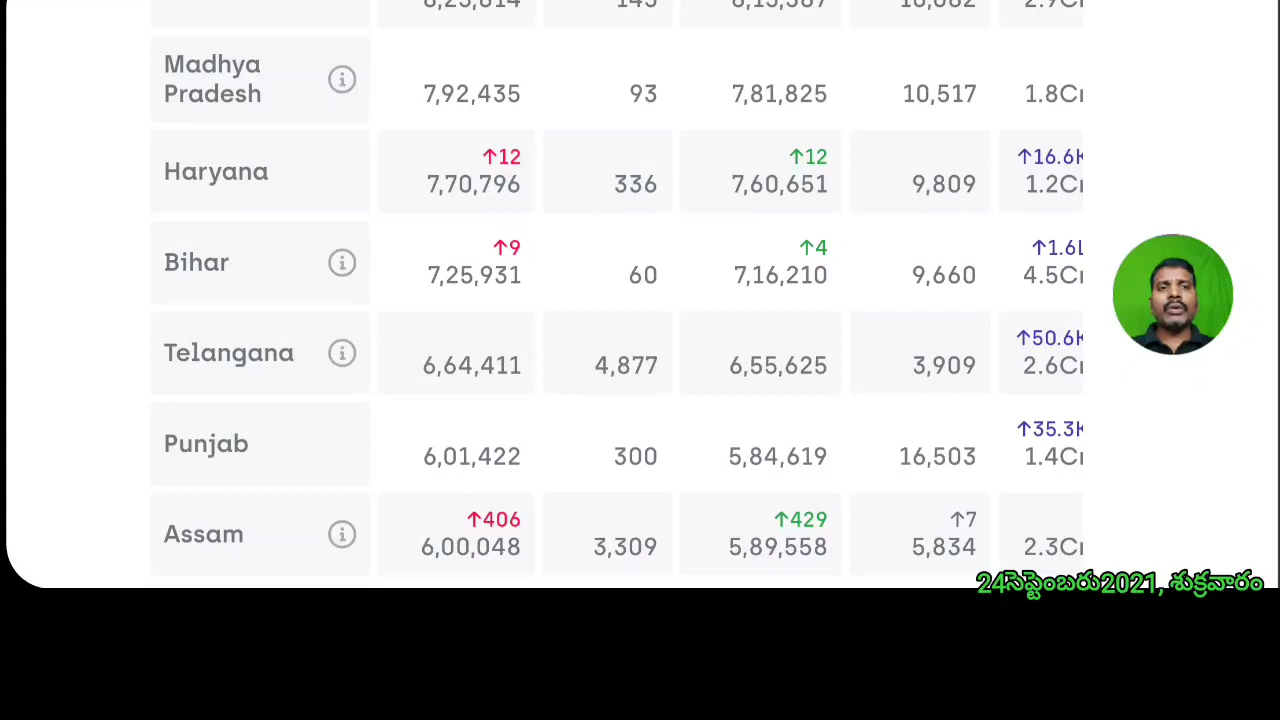 Madhya Pradesh 7,92,435 93 7,81,825 10,517 1.8Cr
↑12 ↑12 ↑16.6K
Haryana 7,70,796 336 7,60,651 9,809 1.2Cr
↑9 ↑4 ↑1.6L
Bihar 7,25,931 60 7,16,210 9,660 4.5Cr
↑50.6K
Telangana 6,64,411 4,877 6,55,625 3,909 2.6Cr
↑35.3K
Punjab 6,01,422 300 5,84,619 16,503 1.4Cr
↑406 ↑429 ↑7
Assam 6,00,048 3,309 5,89,558 5,834 2.3Cr
24సెప్టెంబరు2021, శుక్రవారం